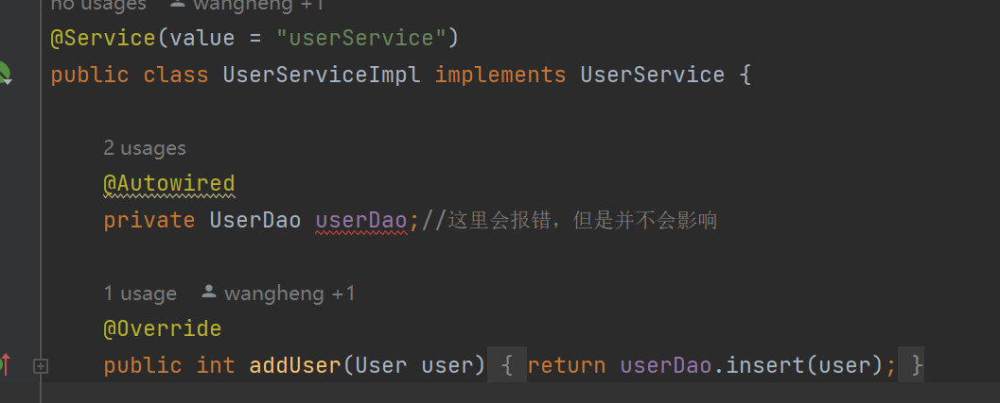 no usages wangheng +1
@Service(value = "userService")
public class UserServiceImpl implements UserService {
2 usages
@Autowired
private UserDao userDao;//这里会报错，但是并不会影响
1 usage wangheng +1
@Override
public int addUser(User user) { return userDao.insert(user); }